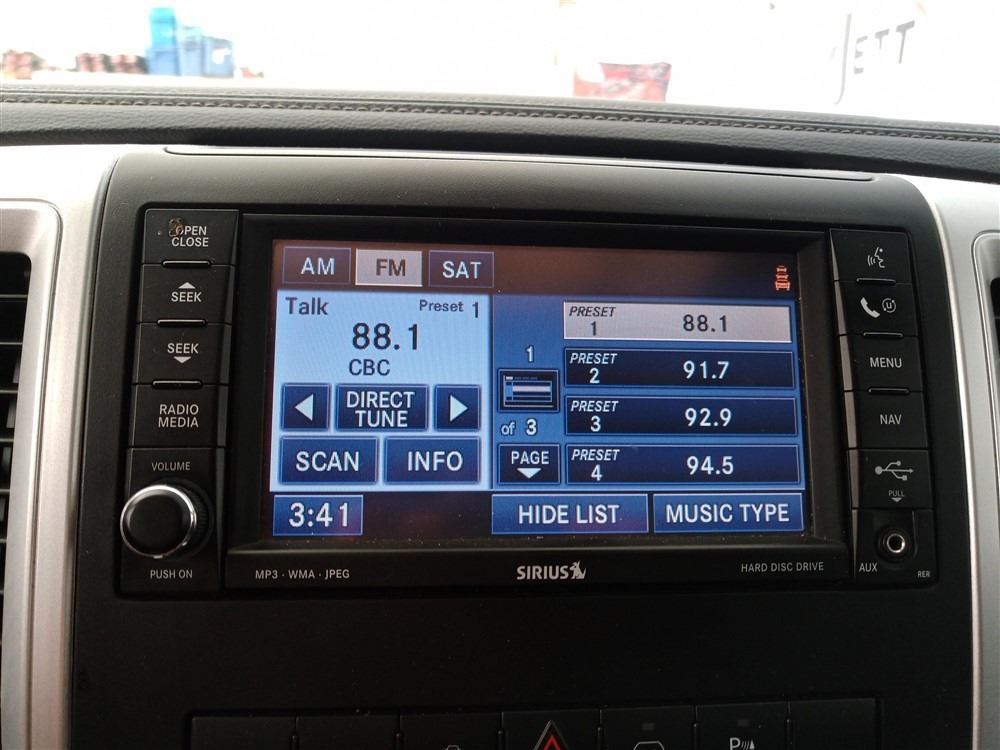 ETT
OPEN
CLOSE
SEEK
SEEK
RADIO
MEDIA
VOLUME
PUSH ON
AM FM SAT
Talk Preset 1
88.1
CBC
DIRECT
TUNE
SCAN INFO
3:41
1
of 3
PAGE
PRESET
1 88.1
PRESET
2 91.7
PRESET
3 92.9
PRESET
4 94.5
HIDE LIST MUSIC TYPE
MP3 · WMA · JPEG SIRIUS HARD DISC DRIVE
MENU
NAV
PULL
AUX
RER
P